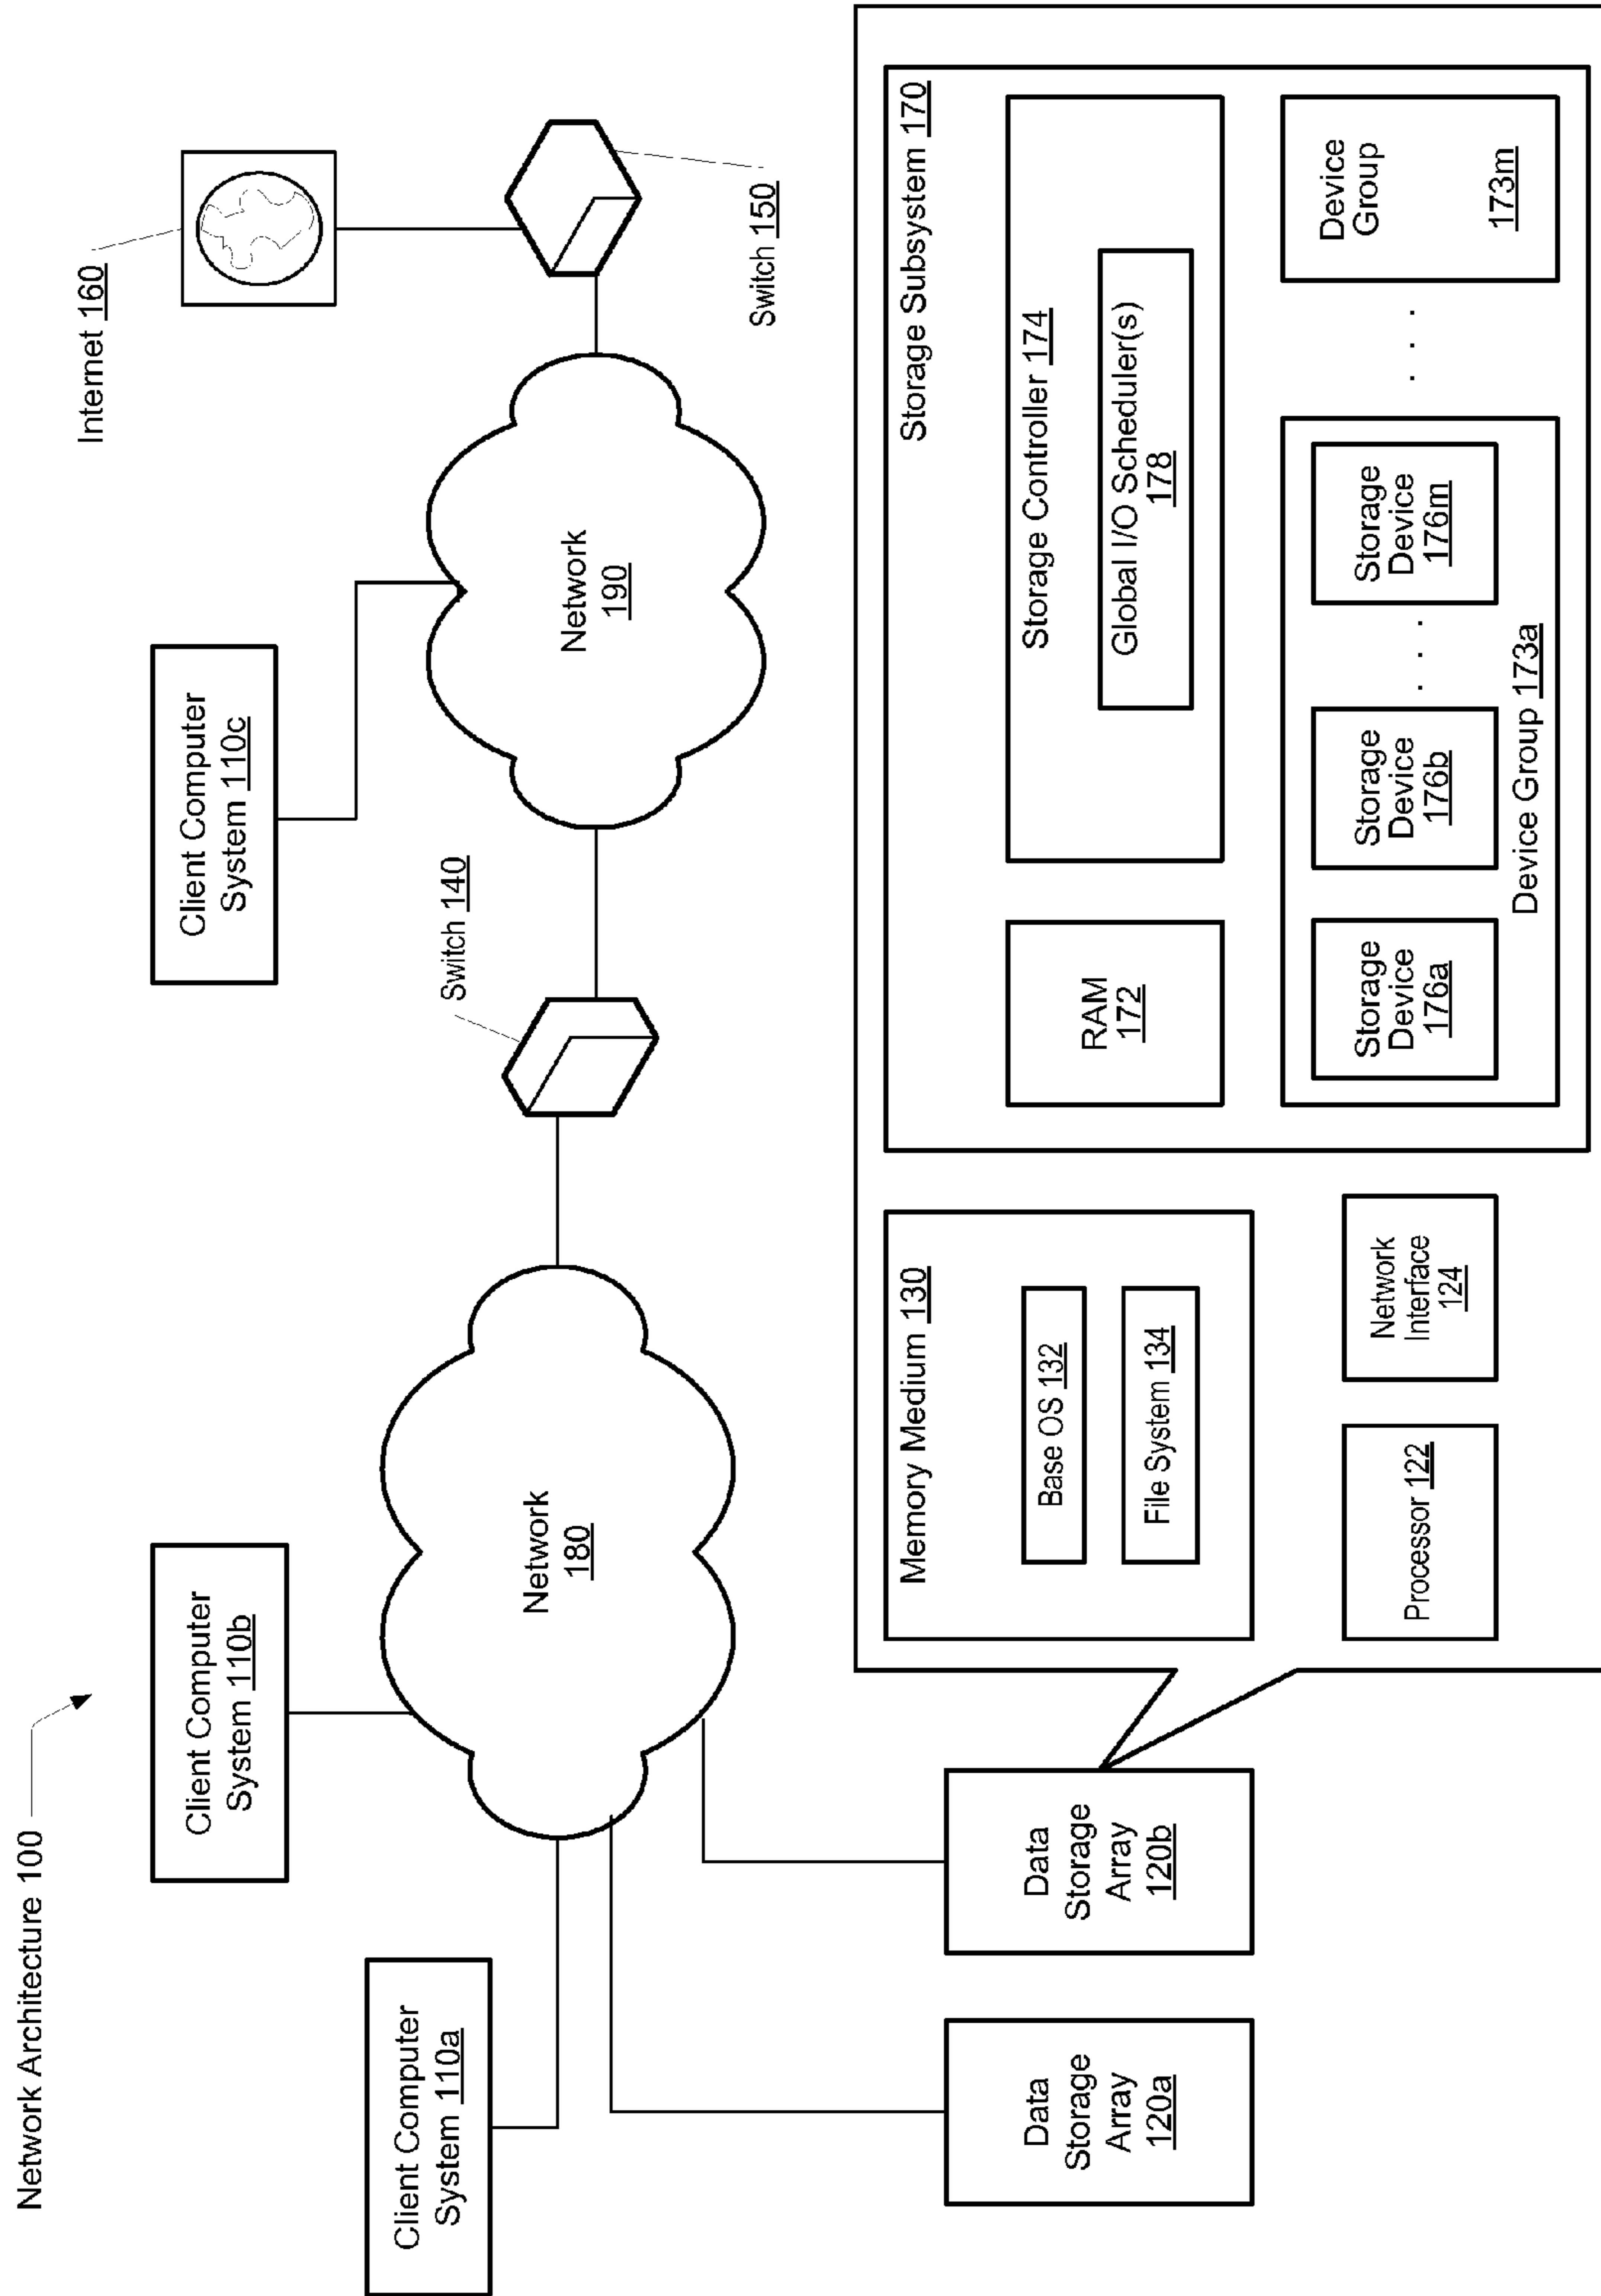 Network Architecture 100
Client Computer
System 110a
Client Computer
System 110b
Client Computer
System 110c
Internet 160
Switch 140
Switch 150
Network
180
Network
190
Data
Storage
Array
120a
Data
Storage
Array
120b
Memory Medium 130
Base OS 132
File System 134
Processor 122
Network
Interface
124
Storage Subsystem 170
RAM
172
Storage Controller 174
Global I/O Scheduler(s)
178
Storage
Device
176a
Storage
Device
176b
. . .
Storage
Device
176m
Device Group 173a
. . .
Device
Group
173m